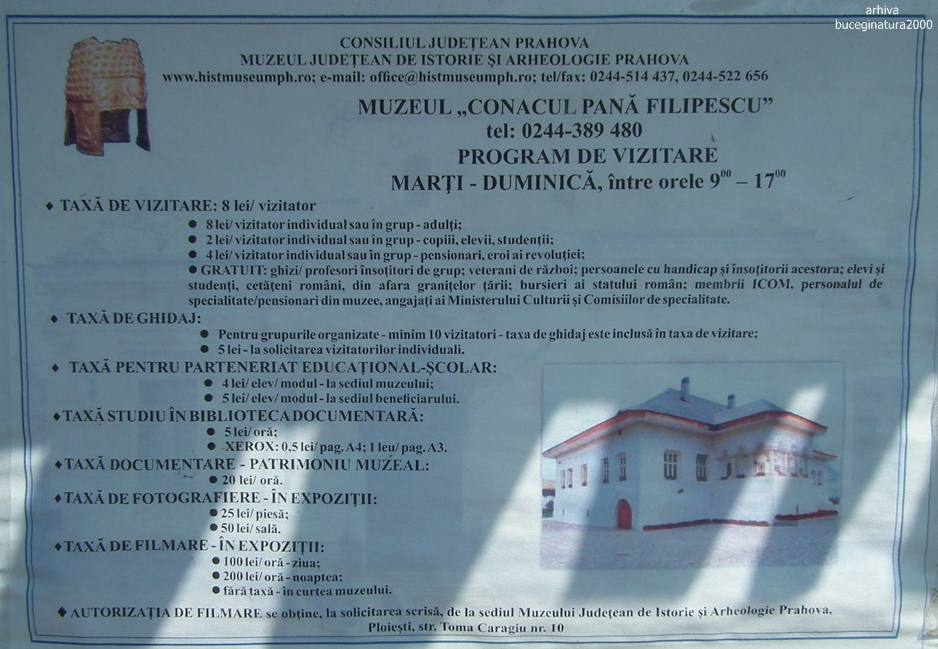 arhiva
buceginatura2000
CONSILIUL JUDEȚEAN PRAHOVA
MUZEUL JUDEȚEAN DE ISTORIE ȘI ARHEOLOGIE PRAHOVA
www.histmuseumph.ro; e-mail: office@histmuseumph.ro; tel/fax: 0244-514 437, 0244-522 656
MUZEUL „CONACUL PANĂ FILIPESCU”
tel: 0244-389 480
PROGRAM DE VIZITARE
MARȚI - DUMINICĂ, între orele 9⁰⁰ – 17⁰⁰
♦ TAXĂ DE VIZITARE: 8 lei/ vizitator
● 8 lei/ vizitator individual sau în grup - adulți;
● 2 lei/ vizitator individual sau în grup - copiii, elevii, studenții;
● 4 lei/ vizitator individual sau în grup - pensionari, eroi ai revoluției;
● GRATUIT: ghizi/ profesori însoțitori de grup; veterani de război; persoanele cu handicap și însoțitorii acestora; elevi și
studenți, cetățeni români, din afara granițelor țării; bursieri ai statului român; membrii ICOM, personalul de
specialitate/pensionari din muzee, angajați ai Ministerului Culturii și Comisiilor de specialitate.
♦ TAXĂ DE GHIDAJ:
● Pentru grupurile organizate - minim 10 vizitatori - taxa de ghidaj este inclusă în taxa de vizitare;
● 5 lei - la solicitarea vizitatorilor individuali.
♦ TAXĂ PENTRU PARTENERIAT EDUCAȚIONAL-ȘCOLAR:
● 4 lei/ elev/ modul - la sediul muzeului;
● 5 lei/ elev/ modul - la sediul beneficiarului.
♦TAXĂ STUDIU ÎN BIBLIOTECA DOCUMENTARĂ:
● 5 lei/ oră;
● XEROX: 0,5 lei/ pag. A4; 1 leu/ pag. A3.
♦TAXĂ DOCUMENTARE - PATRIMONIU MUZEAL:
● 20 lei/ oră.
♦TAXĂ DE FOTOGRAFIERE - ÎN EXPOZIȚII:
● 25 lei/ piesă;
● 50 lei/ sală.
♦TAXĂ DE FILMARE - ÎN EXPOZIȚII:
● 100 lei/ oră - ziua;
● 200 lei/ oră - noaptea;
● fără taxă - în curtea muzeului.
♦ AUTORIZAȚIA DE FILMARE se obține, la solicitarea scrisă, de la sediul Muzeului Județean de Istorie și Arheologie Prahova,
Ploiești, str. Toma Caragiu nr. 10